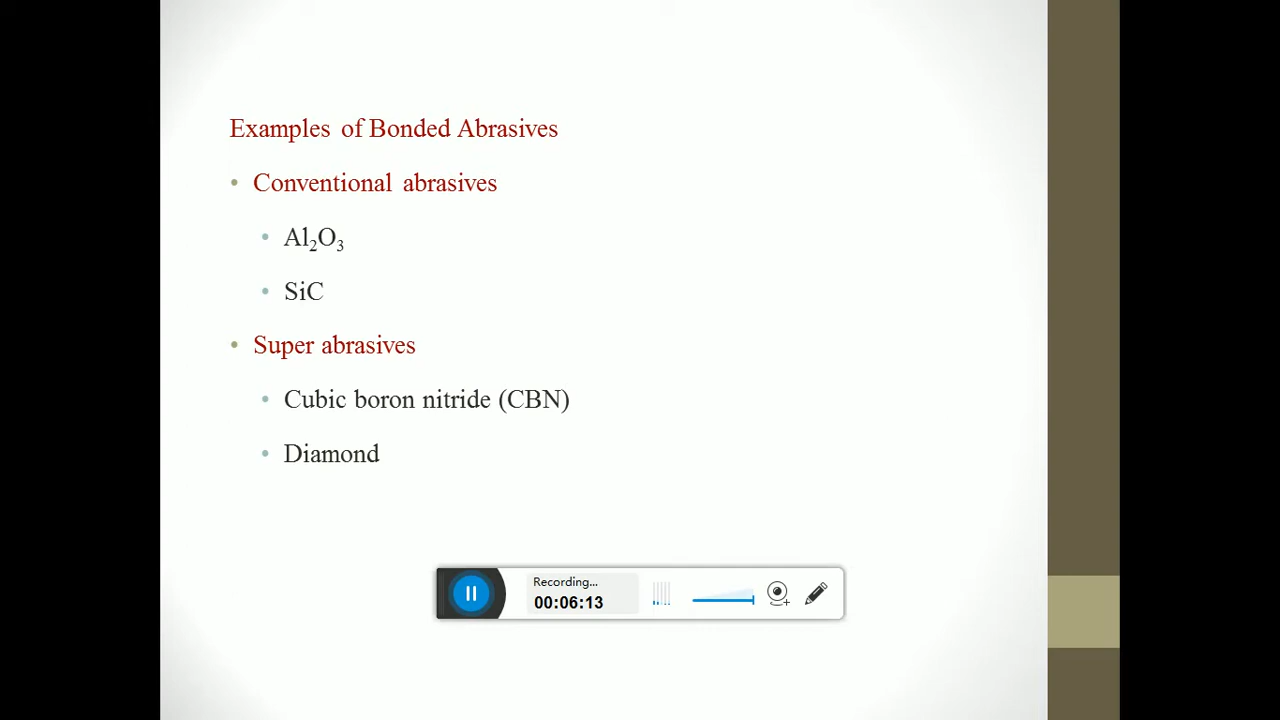 Examples of Bonded Abrasives
• Conventional abrasives
• Al₂O₃
• SiC
• Super abrasives
• Cubic boron nitride (CBN)
• Diamond
Recording...
00:06:13